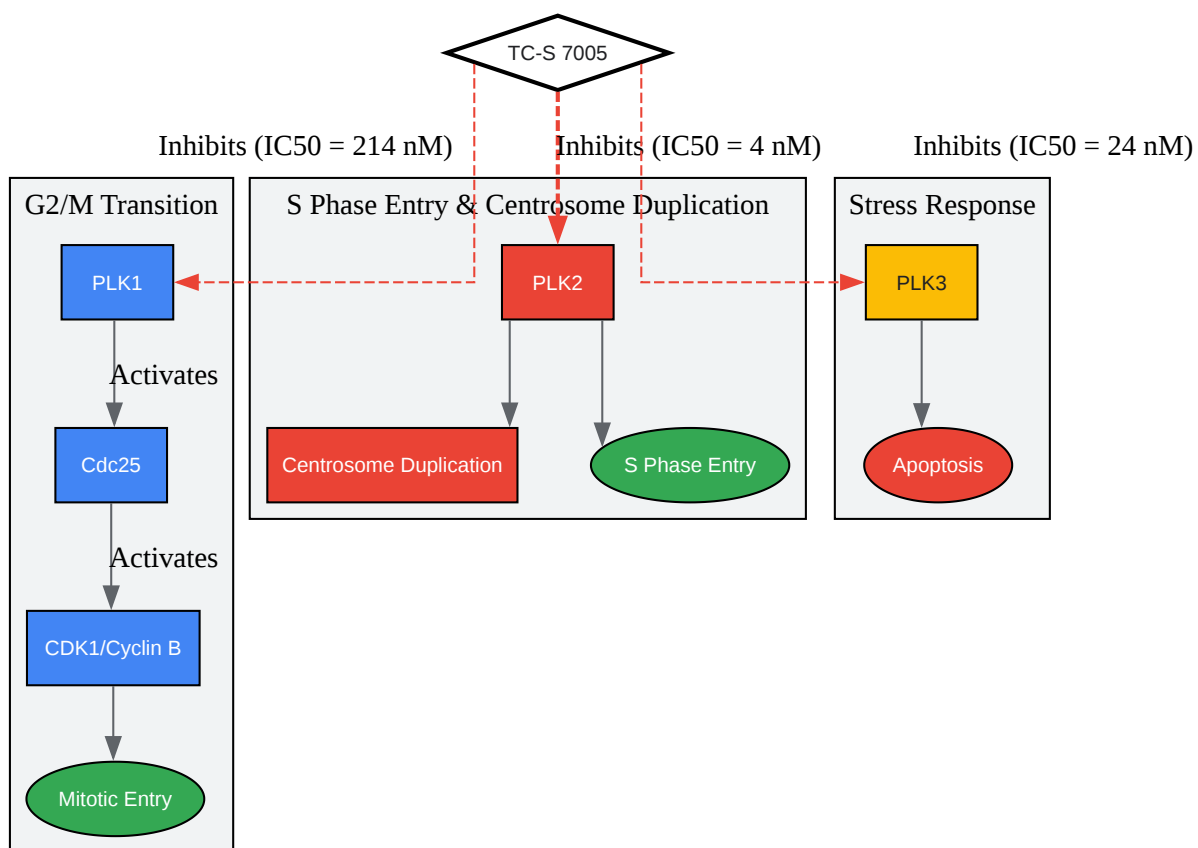 TC-S 7005
Inhibits (IC50 = 214 nM)
Inhibits (IC50 = 4 nM)
Inhibits (IC50 = 24 nM)
G2/M Transition
S Phase Entry & Centrosome Duplication
Stress Response
PLK1
PLK2
PLK3
Activates
Cdc25
Centrosome Duplication
S Phase Entry
Apoptosis
Activates
CDK1/Cyclin B
Mitotic Entry